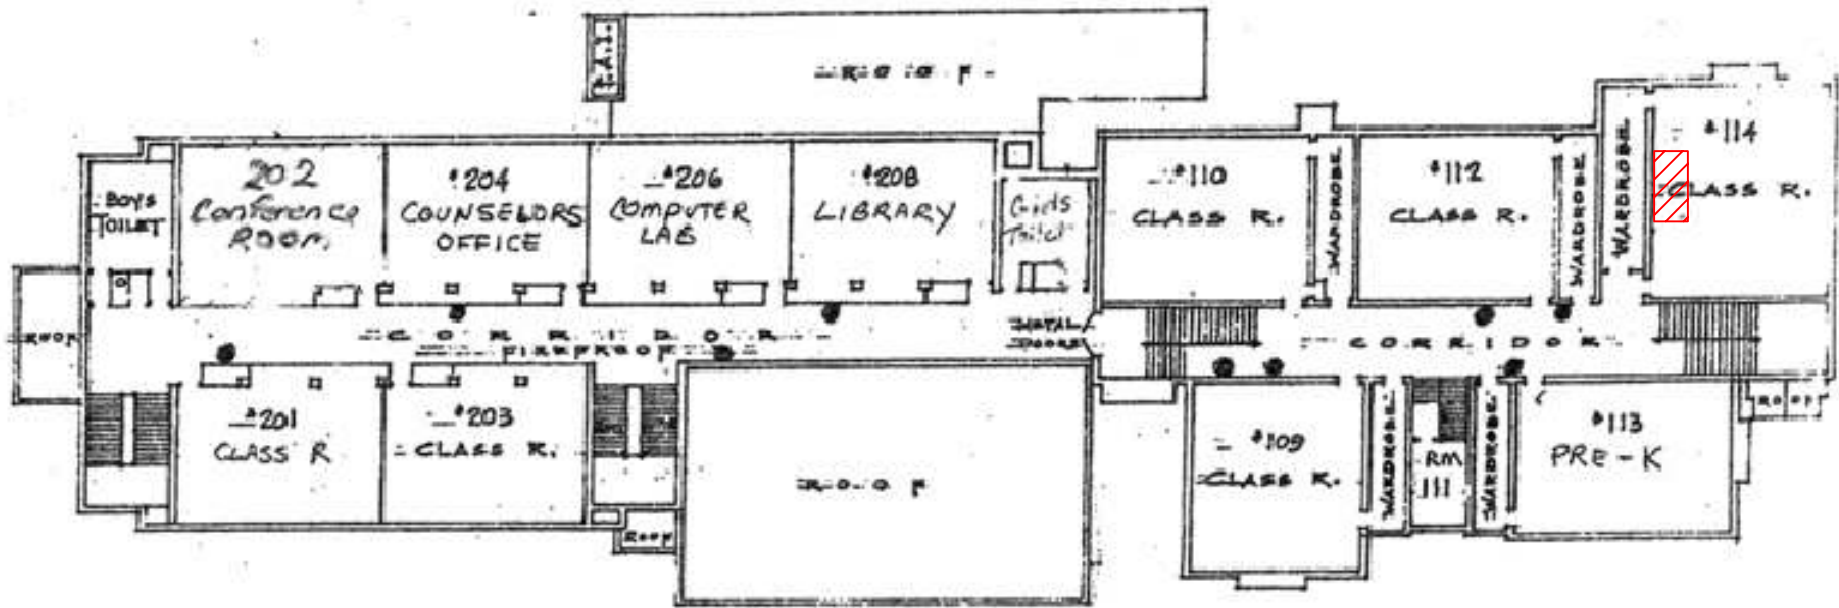 ROOF
BOYS
TOILET
202
Conference
ROOM
#204
COUNSELORS
OFFICE
#206
COMPUTER
LAB
#208
LIBRARY
Girls
Toilet
#110
CLASS R.
WARDROBE
#112
CLASS R.
WARDROBE
WARDROBE
#114
CLASS R.
ROOF
CORRIDOR
FIREPROOF
METAL
DOORS
CORRIDOR
#201
CLASS R
#203
CLASS R.
ROOF
ROOF
#109
CLASS R.
WARDROBE
RM
111
WARDROBE
#113
PRE-K
ROOF